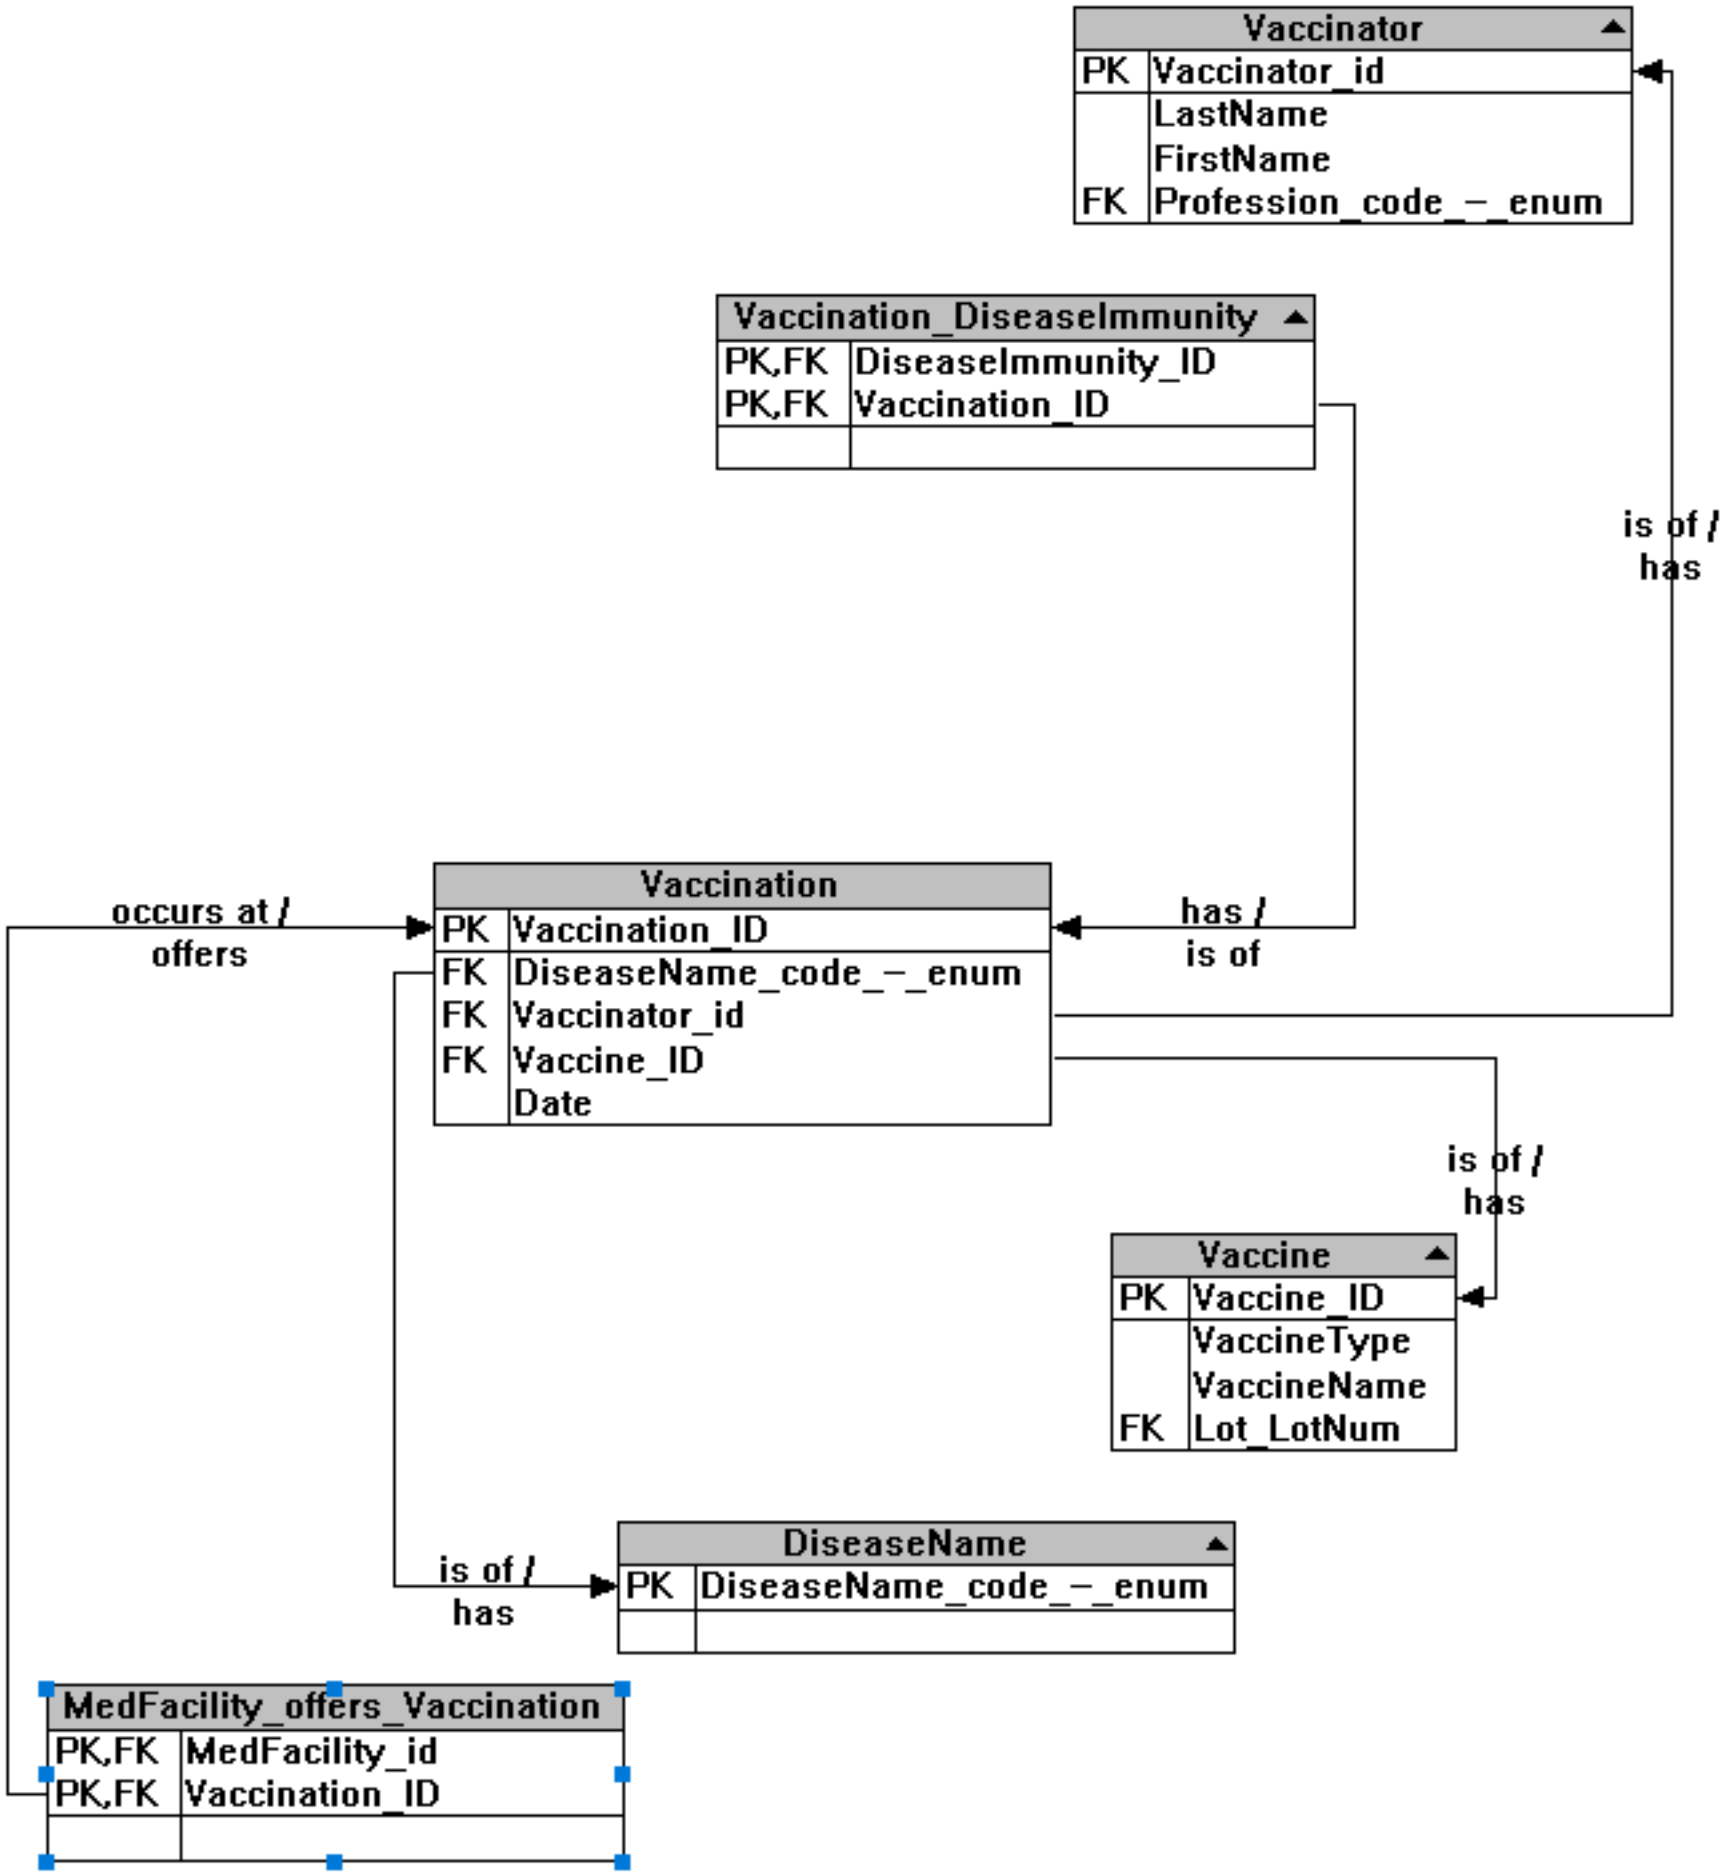 Vaccinator
PK Vaccinator_id
LastName
FirstName
FK Profession_code_-_enum
Vaccination_DiseaseImmunity
PK,FK DiseaseImmunity_ID
PK,FK Vaccination_ID
is of /
has
Vaccination
PK Vaccination_ID
FK DiseaseName_code_-_enum
FK Vaccinator_id
FK Vaccine_ID
Date
occurs at /
offers
has /
is of
is of /
has
Vaccine
PK Vaccine_ID
VaccineType
VaccineName
FK Lot_LotNum
DiseaseName
PK DiseaseName_code_-_enum
is of /
has
MedFacility_offers_Vaccination
PK,FK MedFacility_id
PK,FK Vaccination_ID